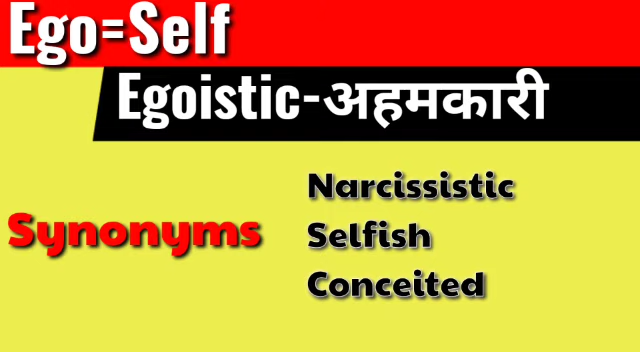 Ego=Self
Egoistic-अहमकारी
Narcissistic
Synonyms
Selfish
Conceited